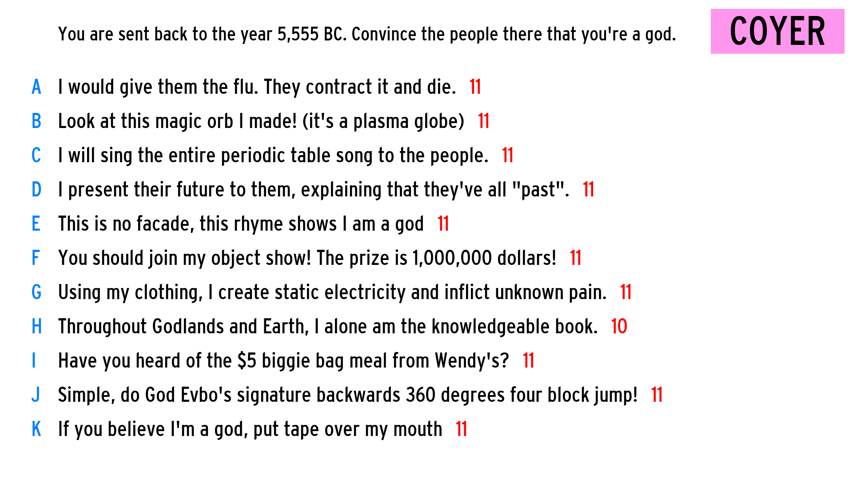 You are sent back to the year 5,555 BC. Convince the people there that you're a god.
COYER
A I would give them the flu. They contract it and die. 11
B Look at this magic orb I made! (it's a plasma globe) 11
C I will sing the entire periodic table song to the people. 11
D I present their future to them, explaining that they've all "past". 11
E This is no facade, this rhyme shows I am a god 11
F You should join my object show! The prize is 1,000,000 dollars! 11
G Using my clothing, I create static electricity and inflict unknown pain. 11
H Throughout Godlands and Earth, I alone am the knowledgeable book. 10
I Have you heard of the $5 biggie bag meal from Wendy's? 11
J Simple, do God Evbo's signature backwards 360 degrees four block jump! 11
K If you believe I'm a god, put tape over my mouth 11